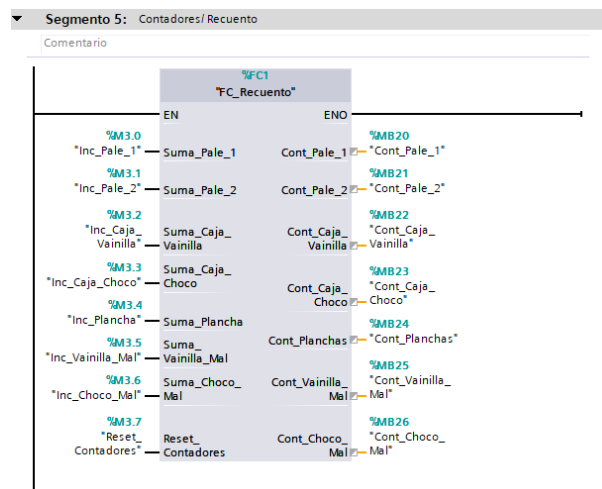 Segmento 5: Contadores/Recuento
Comentario
%FC1
"FC_Recuento"
EN ENO
%M3.0
"Inc_Pale_1" Suma_Pale_1
Cont_Pale_1
%MB20
"Cont_Pale_1"
%M3.1
"Inc_Pale_2" Suma_Pale_2
Cont_Pale_2
%MB21
"Cont_Pale_2"
%M3.2
"Inc_Caja_
Vainilla"
Suma_Caja_
Vainilla
Cont_Caja_
Vainilla
%MB22
"Cont_Caja_
Vainilla"
%M3.3
"Inc_Caja_Choco"
Suma_Caja_
Choco
Cont_Caja_
Choco
%MB23
"Cont_Caja_
Choco"
%M3.4
"Inc_Plancha" Suma_Plancha
Cont_Planchas
%MB24
"Cont_Planchas"
%M3.5
"Inc_Vainilla_Mal"
Suma_
Vainilla_Mal
Cont_Vainilla_
Mal
%MB25
"Cont_Vainilla_
Mal"
%M3.6
"Inc_Choco_Mal"
Suma_Choco_
Mal
Cont_Choco_
Mal
%MB26
"Cont_Choco_
Mal"
%M3.7
"Reset_
Contadores"
Reset_
Contadores